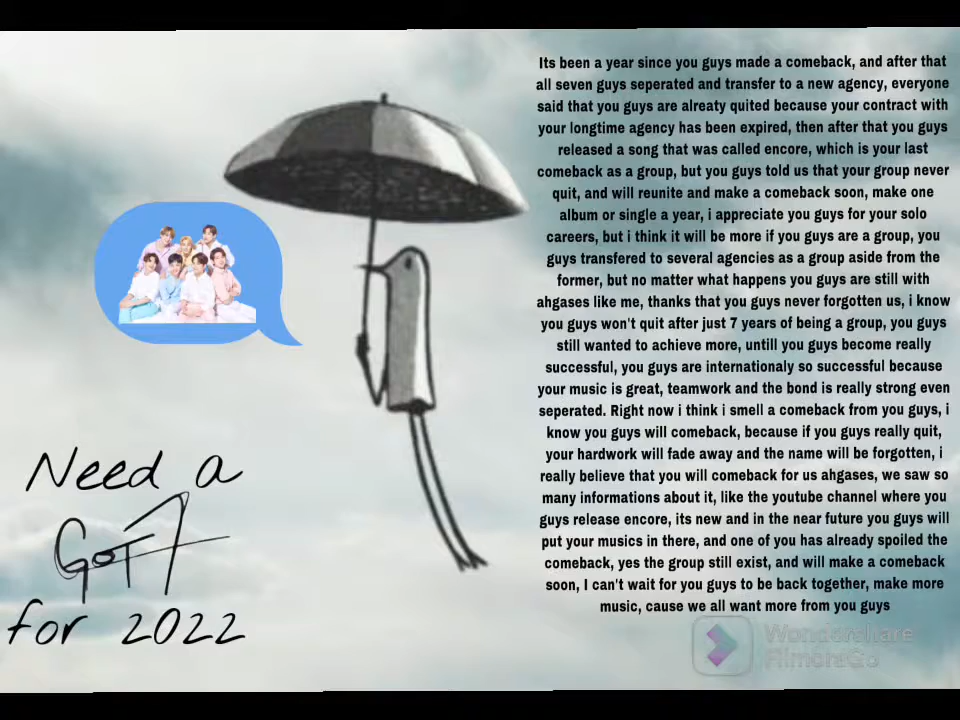 Its been a year since you guys made a comeback, and after that
all seven guys seperated and transfer to a new agency, everyone
said that you guys are alreaty quited because your contract with
your longtime agency has been expired, then after that you guys
released a song that was called encore, which is your last
comeback as a group, but you guys told us that your group never
quit, and will reunite and make a comeback soon, make one
album or single a year, i appreciate you guys for your solo
careers, but i think it will be more if you guys are a group, you
guys transfered to several agencies as a group aside from the
former, but no matter what happens you guys are still with
ahgases like me, thanks that you guys never forgotten us, i know
you guys won't quit after just 7 years of being a group, you guys
still wanted to achieve more, untill you guys become really
successful, you guys are internationaly so successful because
your music is great, teamwork and the bond is really strong even
seperated. Right now i think i smell a comeback from you guys, i
know you guys will comeback, because if you guys really quit,
your hardwork will fade away and the name will be forgotten, i
really believe that you will comeback for us ahgases, we saw so
many informations about it, like the youtube channel where you
guys release encore, its new and in the near future you guys will
put your musics in there, and one of you has already spoiled the
comeback, yes the group still exist, and will make a comeback
soon, I can't wait for you guys to be back together, make more
music, cause we all want more from you guys
Need a
GOT7
for 2022
Wondershare
FilmoraGo